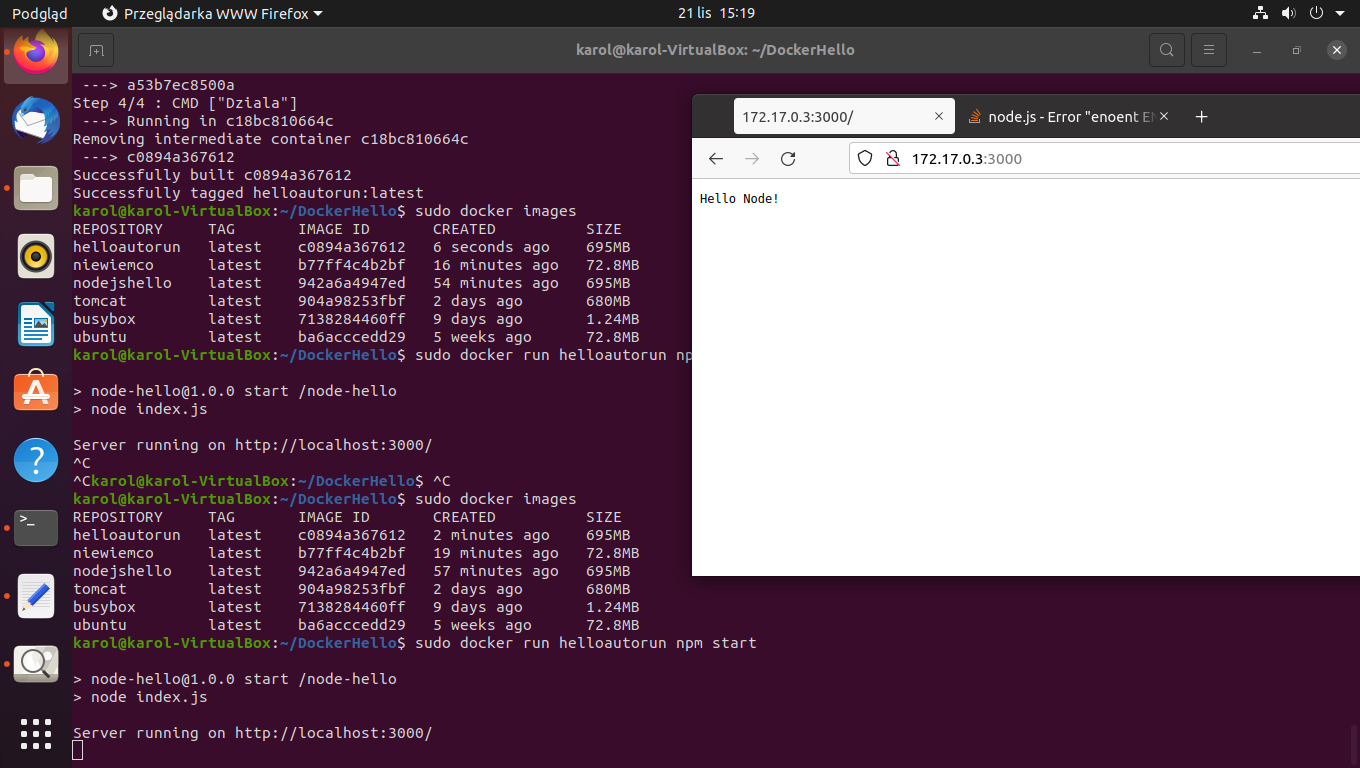 Podgląd
Przeglądarka WWW Firefox
21 lis 15:19
karol@karol-VirtualBox: ~/DockerHello
---> a53b7ec8500a
Step 4/4 : CMD ["Dziala"]
---> Running in c18bc810664c
Removing intermediate container c18bc810664c
---> c0894a367612
Successfully built c0894a367612
Successfully tagged helloautorun:latest
karol@karol-VirtualBox:~/DockerHello$ sudo docker images
REPOSITORY TAG IMAGE ID CREATED SIZE
helloautorun latest c0894a367612 6 seconds ago 695MB
niewiemco latest b77ff4c4b2bf 16 minutes ago 72.8MB
nodejshello latest 942a6a4947ed 54 minutes ago 695MB
tomcat latest 904a98253fbf 2 days ago 680MB
busybox latest 7138284460ff 9 days ago 1.24MB
ubuntu latest ba6acccedd29 5 weeks ago 72.8MB
karol@karol-VirtualBox:~/DockerHello$ sudo docker run helloautorun np
> node-hello@1.0.0 start /node-hello
> node index.js
Server running on http://localhost:3000/
^C
^Ckarol@karol-VirtualBox:~/DockerHello$ ^C
karol@karol-VirtualBox:~/DockerHello$ sudo docker images
REPOSITORY TAG IMAGE ID CREATED SIZE
helloautorun latest c0894a367612 2 minutes ago 695MB
niewiemco latest b77ff4c4b2bf 19 minutes ago 72.8MB
nodejshello latest 942a6a4947ed 57 minutes ago 695MB
tomcat latest 904a98253fbf 2 days ago 680MB
busybox latest 7138284460ff 9 days ago 1.24MB
ubuntu latest ba6acccedd29 5 weeks ago 72.8MB
karol@karol-VirtualBox:~/DockerHello$ sudo docker run helloautorun npm start
> node-hello@1.0.0 start /node-hello
> node index.js
Server running on http://localhost:3000/
172.17.0.3:3000/
node.js - Error "enoent EN
172.17.0.3:3000
Hello Node!